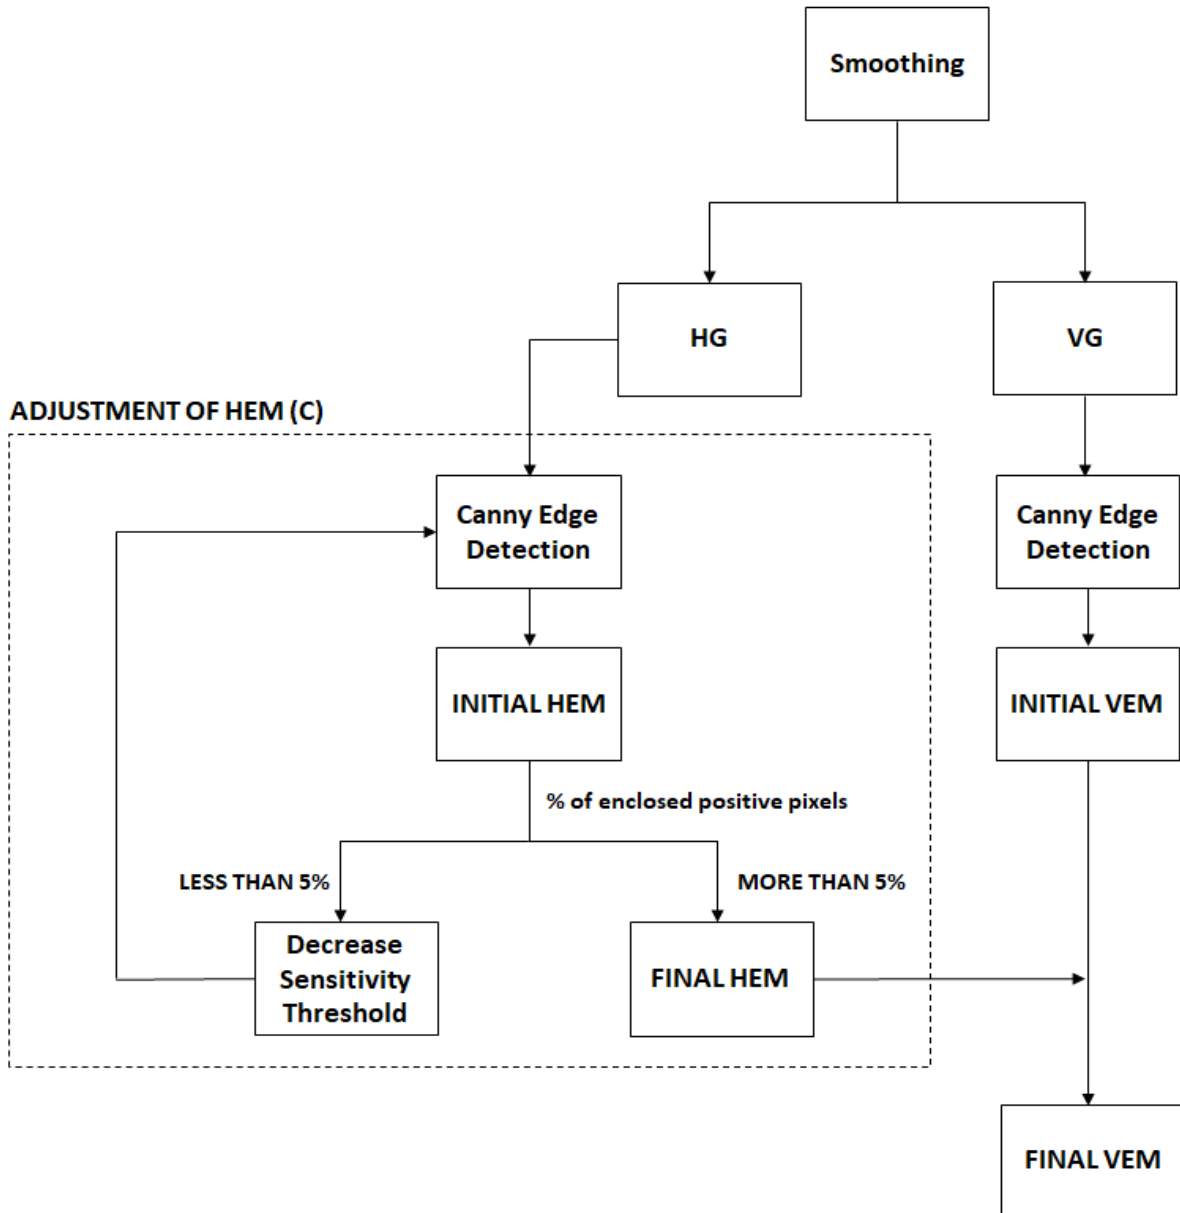 Smoothing
HG
VG
ADJUSTMENT OF HEM (C)
Canny Edge
Detection
Canny Edge
Detection
INITIAL HEM
INITIAL VEM
% of enclosed positive pixels
LESS THAN 5%
MORE THAN 5%
Decrease
Sensitivity
Threshold
FINAL HEM
FINAL VEM